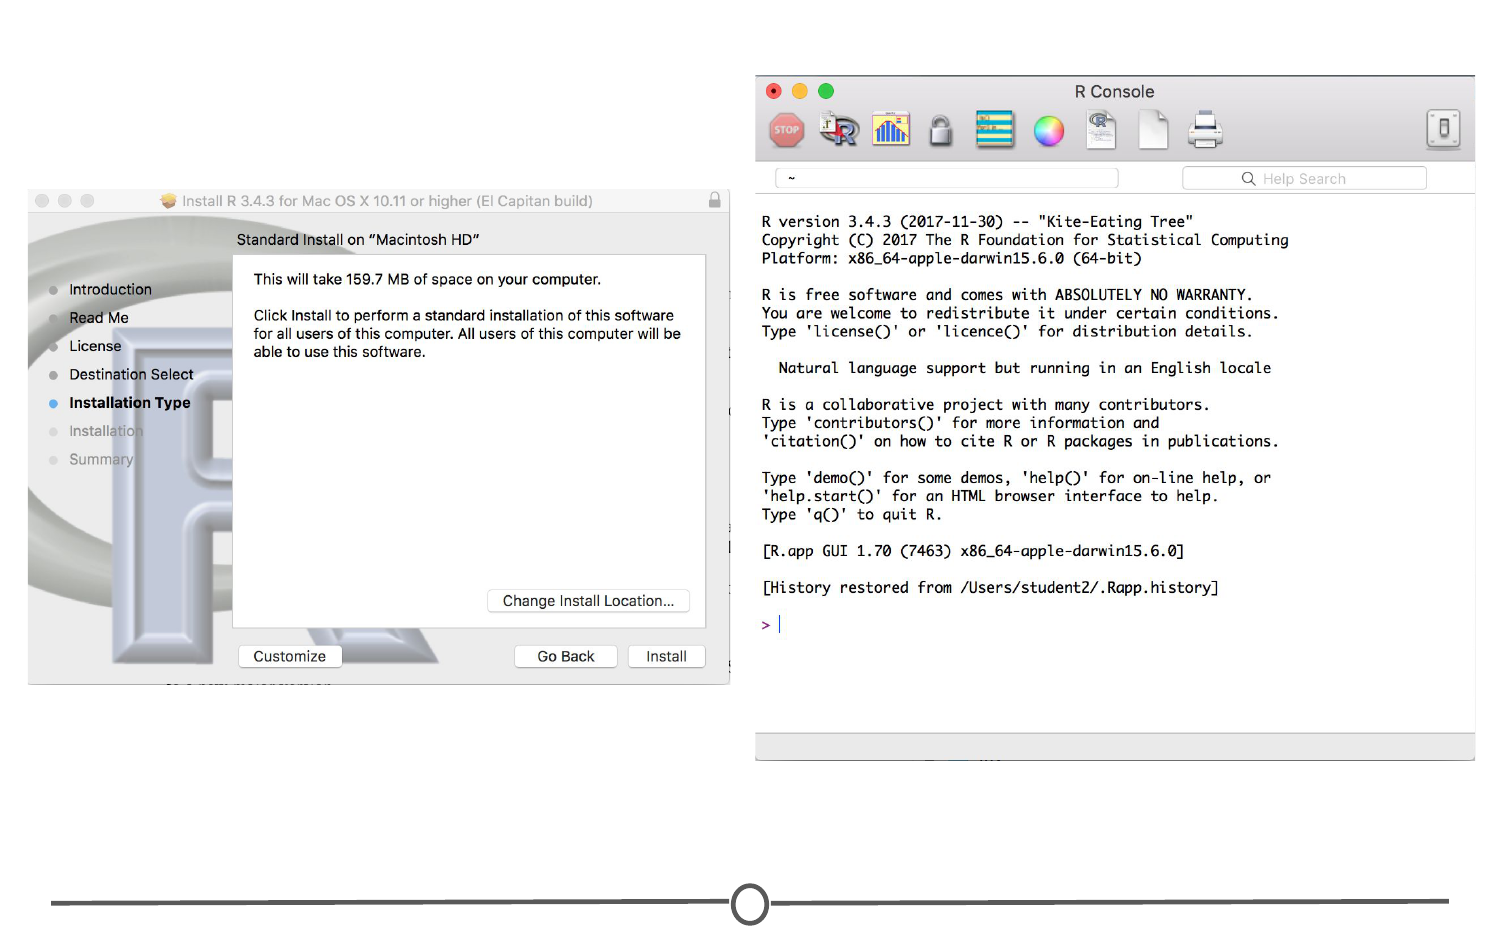 Install R 3.4.3 for Mac OS X 10.11 or higher (El Capitan build)
Standard Install on “Macintosh HD”
Introduction
Read Me
License
Destination Select
Installation Type
Installation
Summary
This will take 159.7 MB of space on your computer.
Click Install to perform a standard installation of this software
for all users of this computer. All users of this computer will be
able to use this software.
Change Install Location...
Customize
Go Back
Install
R Console
STOP
~
Help Search
R version 3.4.3 (2017-11-30) -- "Kite-Eating Tree"
Copyright (C) 2017 The R Foundation for Statistical Computing
Platform: x86_64-apple-darwin15.6.0 (64-bit)
R is free software and comes with ABSOLUTELY NO WARRANTY.
You are welcome to redistribute it under certain conditions.
Type 'license()' or 'licence()' for distribution details.
Natural language support but running in an English locale
R is a collaborative project with many contributors.
Type 'contributors()' for more information and
'citation()' on how to cite R or R packages in publications.
Type 'demo()' for some demos, 'help()' for on-line help, or
'help.start()' for an HTML browser interface to help.
Type 'q()' to quit R.
[R.app GUI 1.70 (7463) x86_64-apple-darwin15.6.0]
[History restored from /Users/student2/.Rapp.history]
>